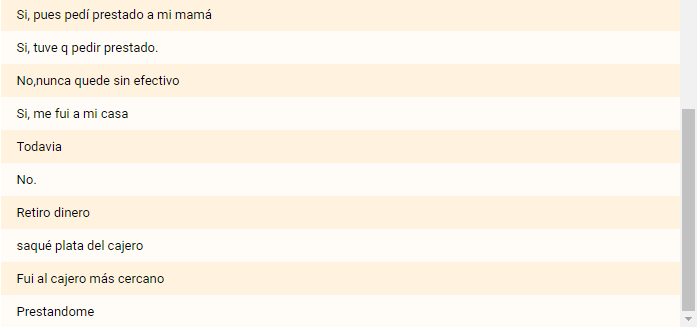 Si, pues pedí prestado a mi mamá
Si, tuve q pedir prestado.
No,nunca quede sin efectivo
Si, me fui a mi casa
Todavia
No.
Retiro dinero
saqué plata del cajero
Fui al cajero más cercano
Prestandome